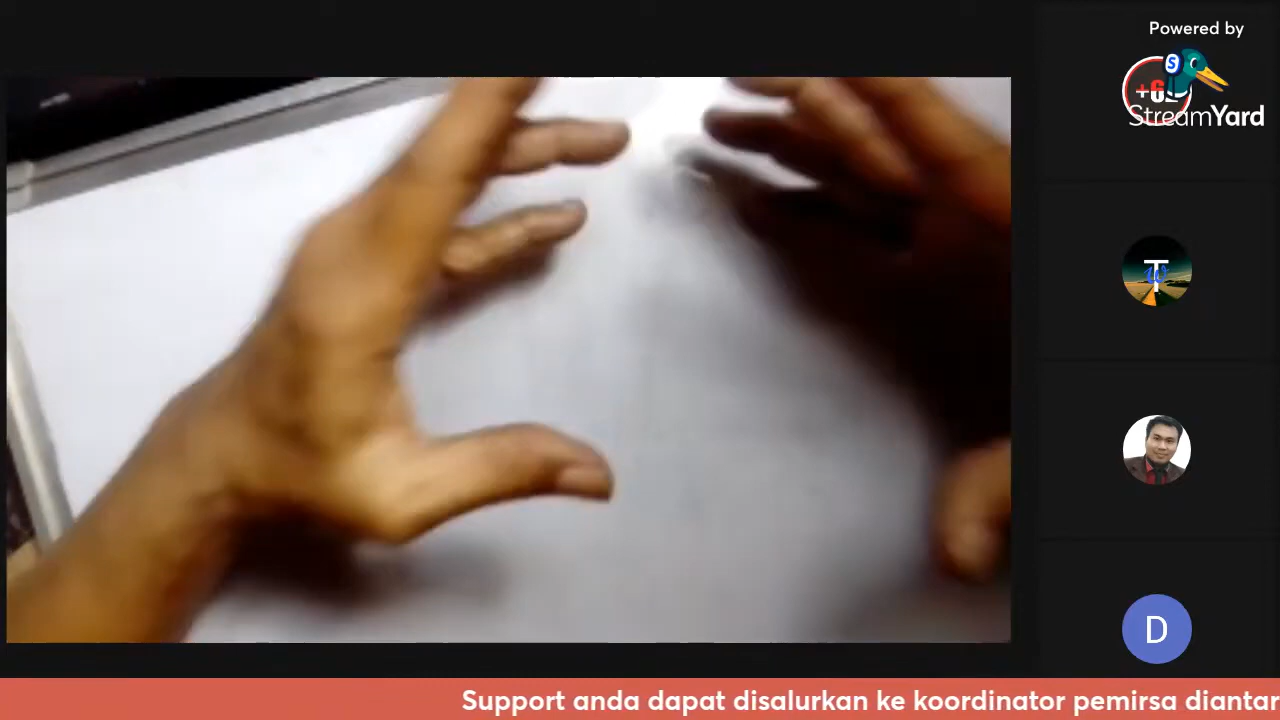 Powered by
S
StreamYard
T
D
Support anda dapat disalurkan ke koordinator pemirsa diantar